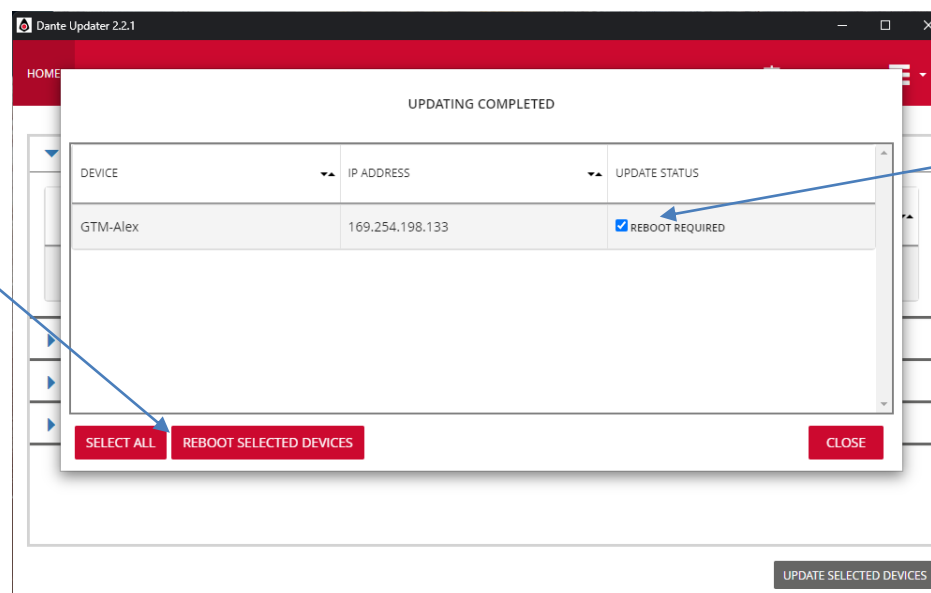 Dante Updater 2.2.1
HOME
UPDATING COMPLETED
DEVICE IP ADDRESS UPDATE STATUS
GTM-Alex 169.254.198.133 REBOOT REQUIRED
SELECT ALL REBOOT SELECTED DEVICES CLOSE
UPDATE SELECTED DEVICES